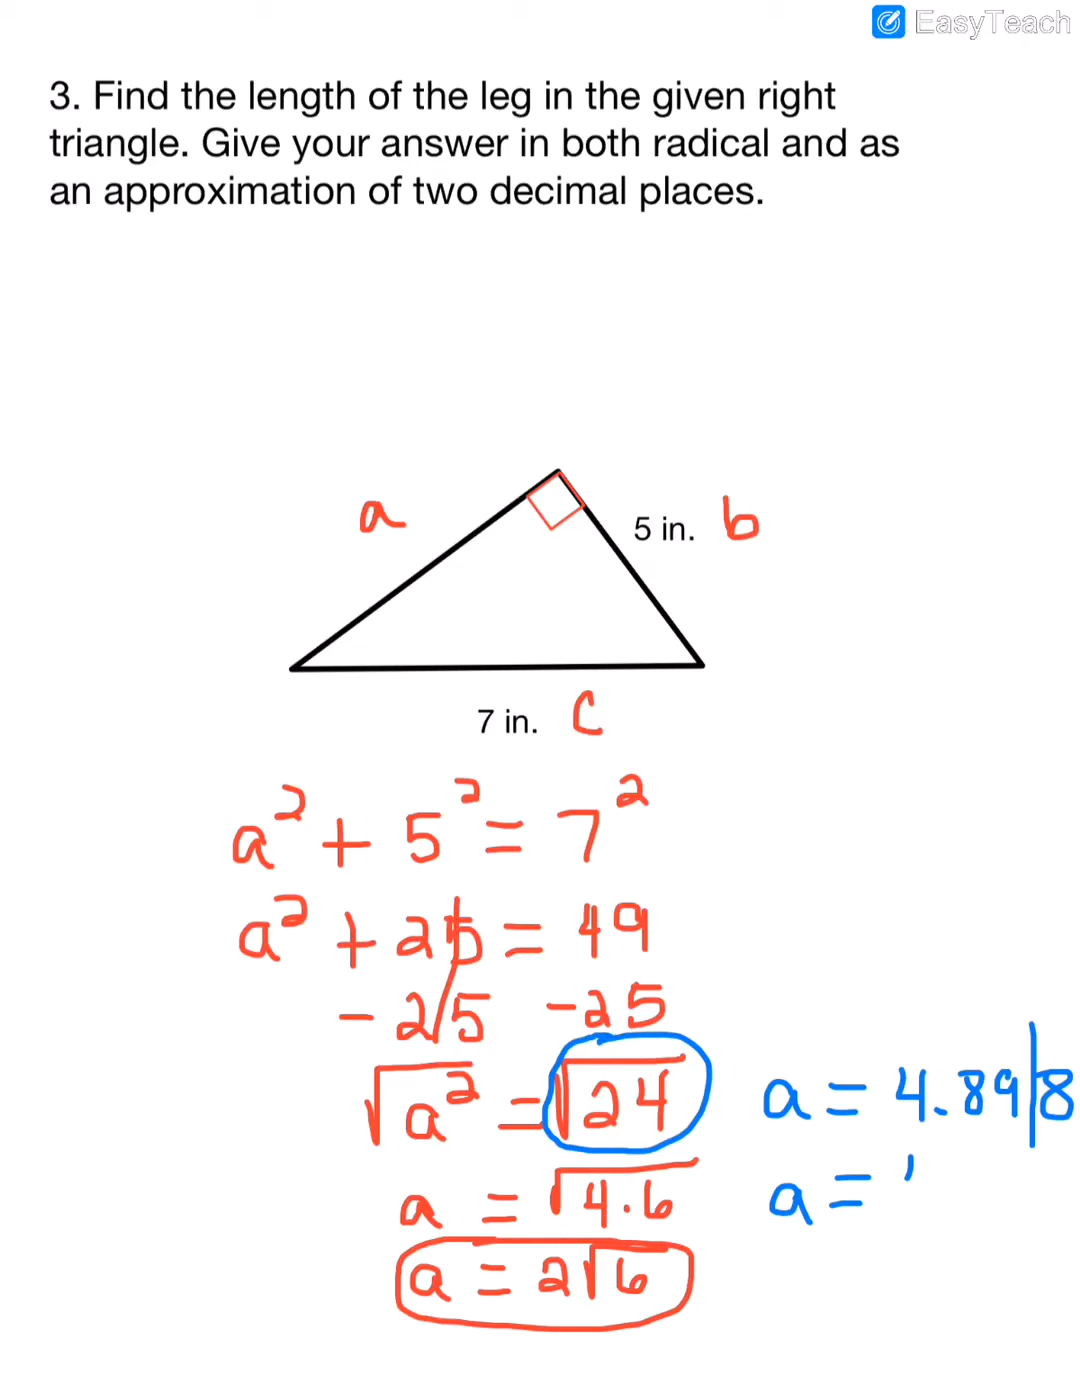 EasyTeach
3. Find the length of the leg in the given right
triangle. Give your answer in both radical and as
an approximation of two decimal places.
a
5 in. b
7 in. c
a² + 5² = 7²
a² + 25 = 49
- 25 -25
√a² = √24
a = 4.89|8
a = √4·6
a = '
a = 2√6